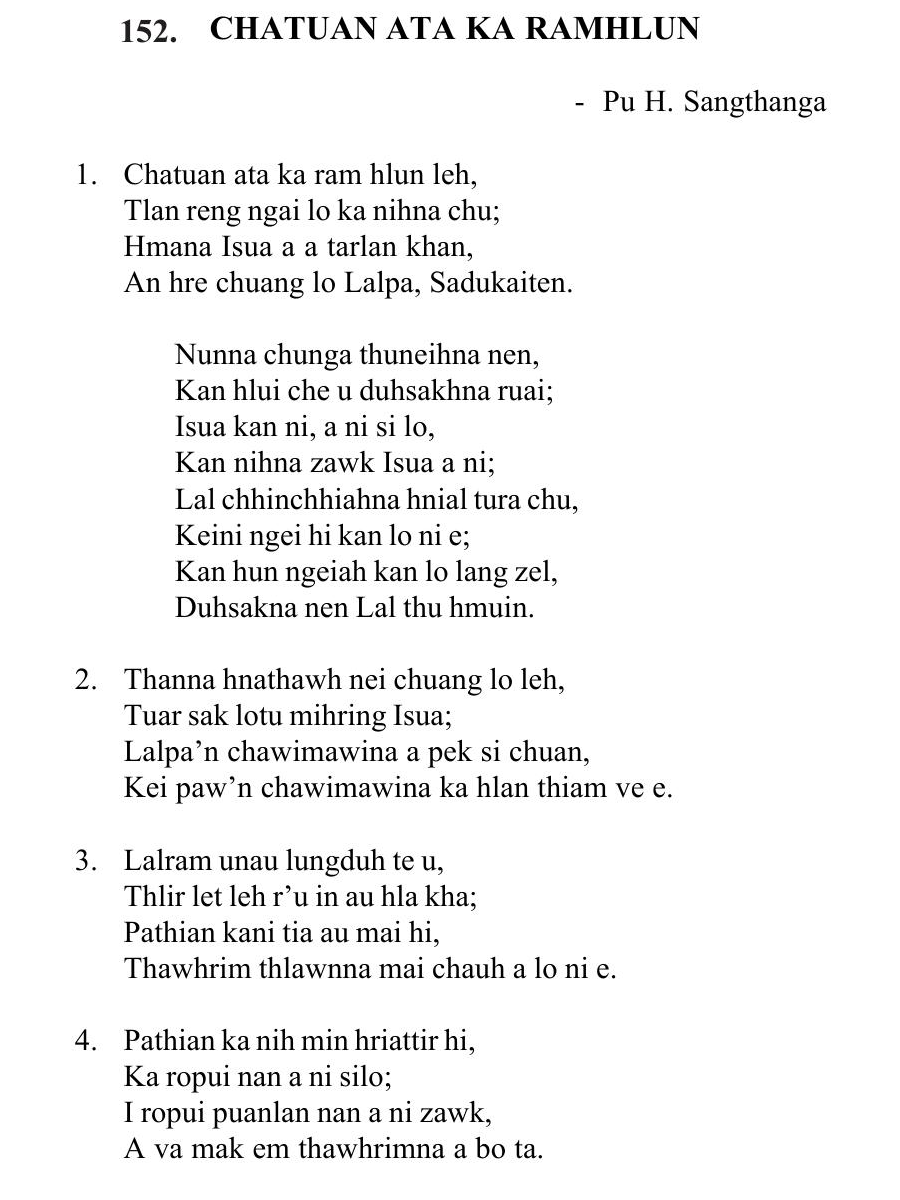 152. CHATUAN ATA KA RAMHLUN
- Pu H. Sangthanga
1. Chatuan ata ka ram hlun leh,
Tlan reng ngai lo ka nihna chu;
Hmana Isua a a tarlan khan,
An hre chuang lo Lalpa, Sadukaiten.
Nunna chunga thuneihna nen,
Kan hlui che u duhsakhna ruai;
Isua kan ni, a ni si lo,
Kan nihna zawk Isua a ni;
Lal chhinchhiahna hnial tura chu,
Keini ngei hi kan lo ni e;
Kan hun ngeiah kan lo lang zel,
Duhsakna nen Lal thu hmuin.
2. Thanna hnathawh nei chuang lo leh,
Tuar sak lotu mihring Isua;
Lalpa’n chawimawina a pek si chuan,
Kei paw’n chawimawina ka hlan thiam ve e.
3. Lalram unau lungduh te u,
Thlir let leh r’u in au hla kha;
Pathian kani tia au mai hi,
Thawhrim thlawnna mai chauh a lo ni e.
4. Pathian ka nih min hriattir hi,
Ka ropui nan a ni silo;
I ropui puanlan nan a ni zawk,
A va mak em thawhrimna a bo ta.